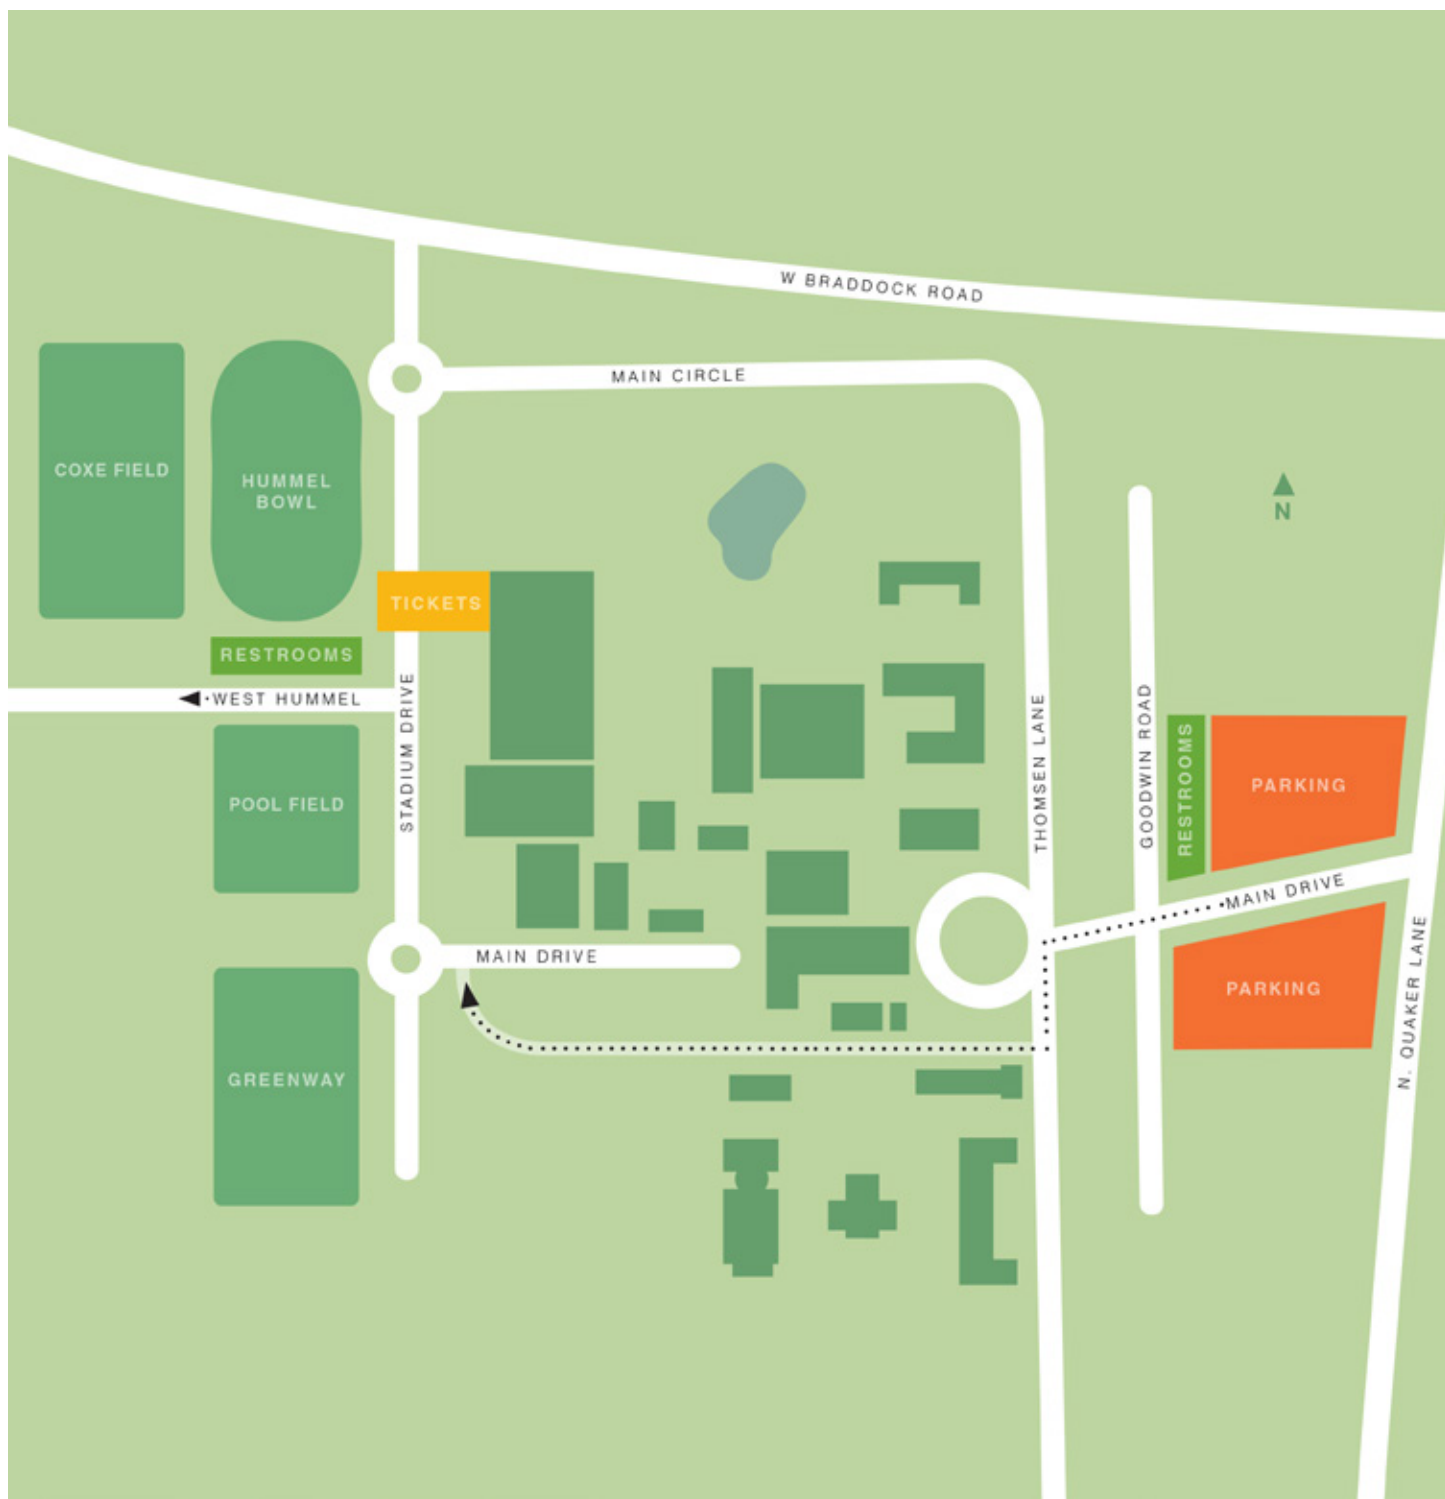 W BRADDOCK ROAD
MAIN CIRCLE
COXE FIELD
HUMMEL
BOWL
N
TICKETS
RESTROOMS
WEST HUMMEL
STADIUM DRIVE
THOMSEN LANE
GOODWIN ROAD
RESTROOMS
PARKING
POOL FIELD
MAIN DRIVE
MAIN DRIVE
PARKING
N. QUAKER LANE
GREENWAY